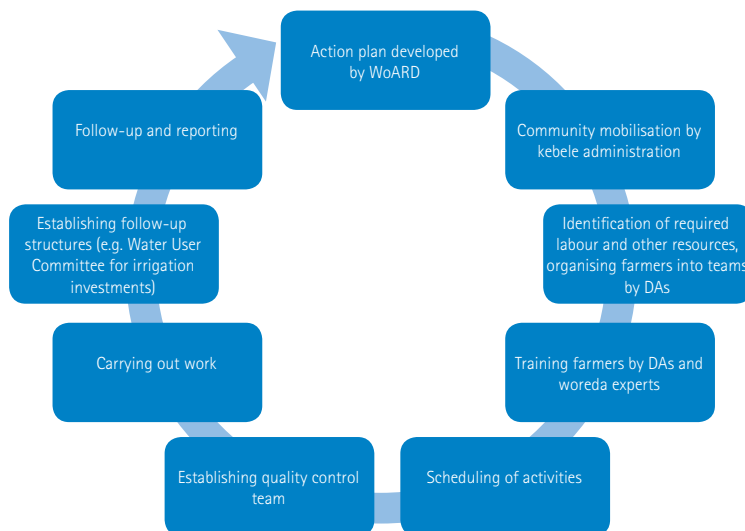 Action plan developed
by WoARD
Community mobilisation by
kebele administration
Identification of required
labour and other resources,
organising farmers into teams
by DAs
Training farmers by DAs and
woreda experts
Scheduling of activities
Establishing quality control
team
Carrying out work
Establishing follow-up
structures (e.g. Water User
Committee for irrigation
investments)
Follow-up and reporting